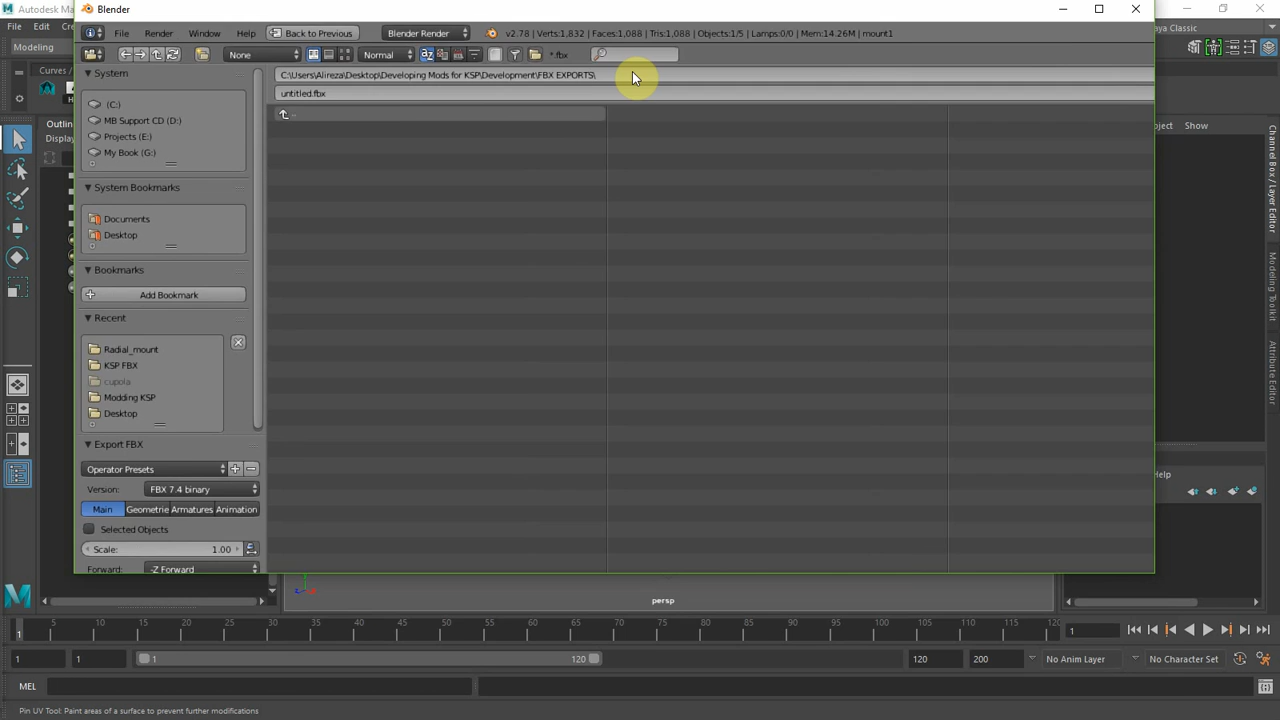 Autodesk M
Blender
File
Edit
Modeling
Curves /
File Render Window Help Back to Previous Blender Render v2.78 | Verts:1,832 | Faces:1,088 | Tris:1,088 | Objects:1/5 | Lamps:0/0 | Mem:14.26M | mount1
aya Classic
None Normal *.fbx
System C:\Users\Alireza\Desktop\Developing Mods for KSP\Development\FBX EXPORTS\
untitled.fbx
(C:)
..
MB Support CD (D:)
Projects (E:)
My Book (G:)
Outlin
Display
ject Show
System Bookmarks
Documents
Desktop
Bookmarks
Add Bookmark
Recent
Radial_mount
KSP FBX
cupola
Modding KSP
Desktop
Export FBX
Operator Presets
Version: FBX 7.4 binary
Main Geometrie Armatures Animation
Selected Objects
Scale: 1.00
Forward: -Z Forward
Channel Box / Layer Editor
Modeling Toolkit
Attribute Editor
Help
persp
1 5 10 15 20 25 30 35 40 45 50 55 60 65 70 75 80 85 90 95 100 105 110 115 120 1
1 1 1 120 120 200 No Anim Layer No Character Set
MEL
Pin UV Tool: Paint areas of a surface to prevent further modifications